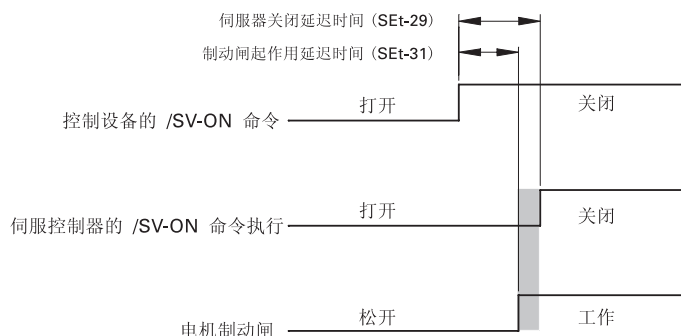 伺服器关闭延迟时间 (SEt-29)
制动闸起作用延迟时间 (SEt-31)
控制设备的 /SV-ON 命令
打开
关闭
伺服控制器的 /SV-ON 命令执行
打开
关闭
电机制动闸
松开
工作